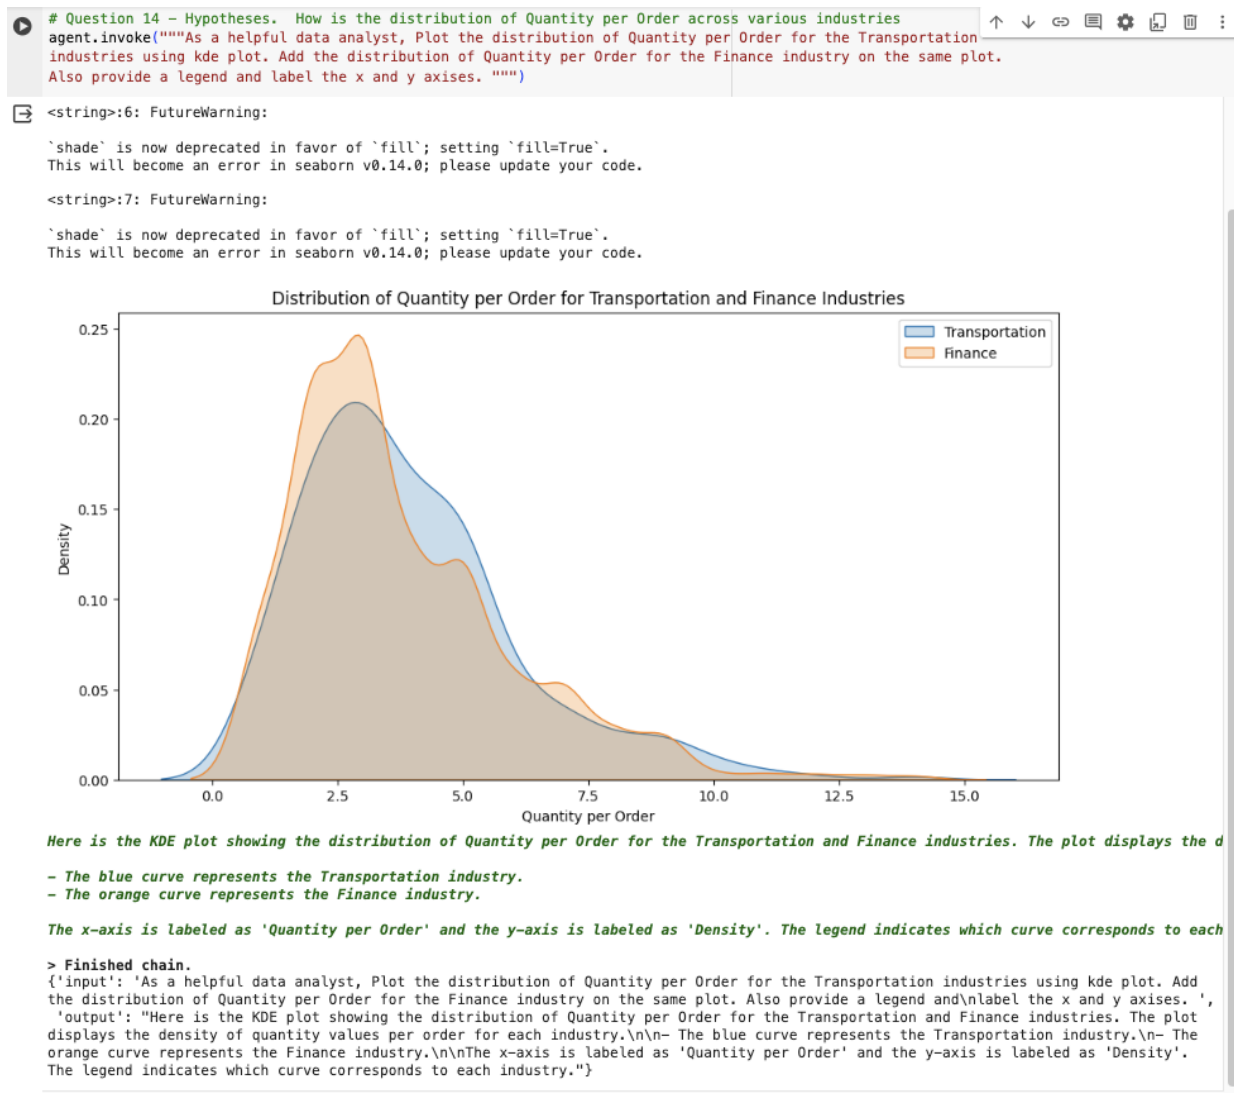 # Question 14 – Hypotheses.  How is the distribution of Quantity per Order across various industries
agent.invoke("""As a helpful data analyst, Plot the distribution of Quantity per Order for the Transportation
industries using kde plot. Add the distribution of Quantity per Order for the Finance industry on the same plot.
Also provide a legend and label the x and y axises. """)
<string>:6: FutureWarning:
`shade` is now deprecated in favor of `fill`; setting `fill=True`.
This will become an error in seaborn v0.14.0; please update your code.
<string>:7: FutureWarning:
`shade` is now deprecated in favor of `fill`; setting `fill=True`.
This will become an error in seaborn v0.14.0; please update your code.
Distribution of Quantity per Order for Transportation and Finance Industries
Transportation
Finance
0.25
0.20
0.15
0.10
0.05
0.00
Density
0.0 2.5 5.0 7.5 10.0 12.5 15.0
Quantity per Order
Here is the KDE plot showing the distribution of Quantity per Order for the Transportation and Finance industries. The plot displays the d
– The blue curve represents the Transportation industry.
– The orange curve represents the Finance industry.
The x–axis is labeled as 'Quantity per Order' and the y–axis is labeled as 'Density'. The legend indicates which curve corresponds to each
> Finished chain.
{'input': 'As a helpful data analyst, Plot the distribution of Quantity per Order for the Transportation industries using kde plot. Add
the distribution of Quantity per Order for the Finance industry on the same plot. Also provide a legend and\nlabel the x and y axises. ',
'output': "Here is the KDE plot showing the distribution of Quantity per Order for the Transportation and Finance industries. The plot
displays the density of quantity values per order for each industry.\n\n– The blue curve represents the Transportation industry.\n– The
orange curve represents the Finance industry.\n\nThe x–axis is labeled as 'Quantity per Order' and the y–axis is labeled as 'Density'.
The legend indicates which curve corresponds to each industry."}